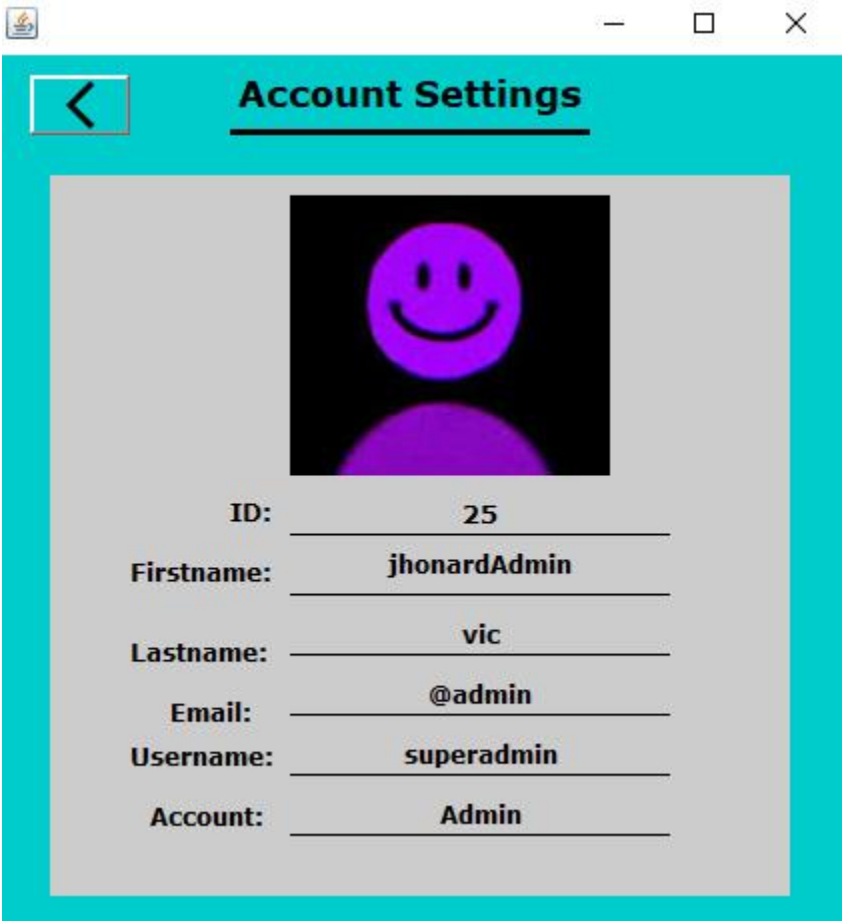 Account Settings
ID: 25
Firstname: jhonardAdmin
Lastname: vic
Email: @admin
Username: superadmin
Account: Admin